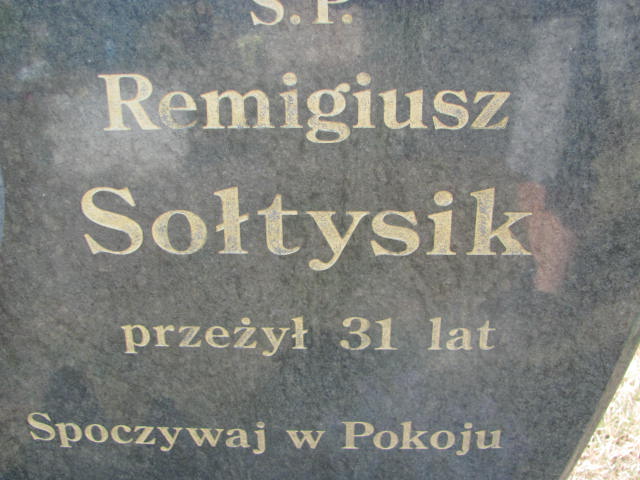 Ś.P.
Remigiusz
Sołtysik
przeżył 31 lat
Spoczywaj w Pokoju